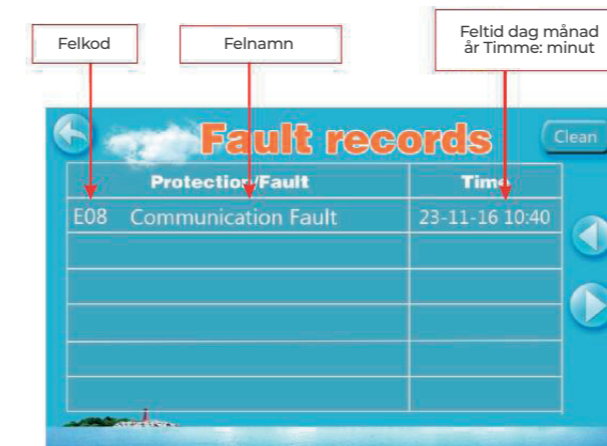 Felkod
Felnamn
Feltid dag månad
år Timme: minut
Fault records
Clean
Protection/Fault
Time
E08 Communication Fault
23-11-16 10:40